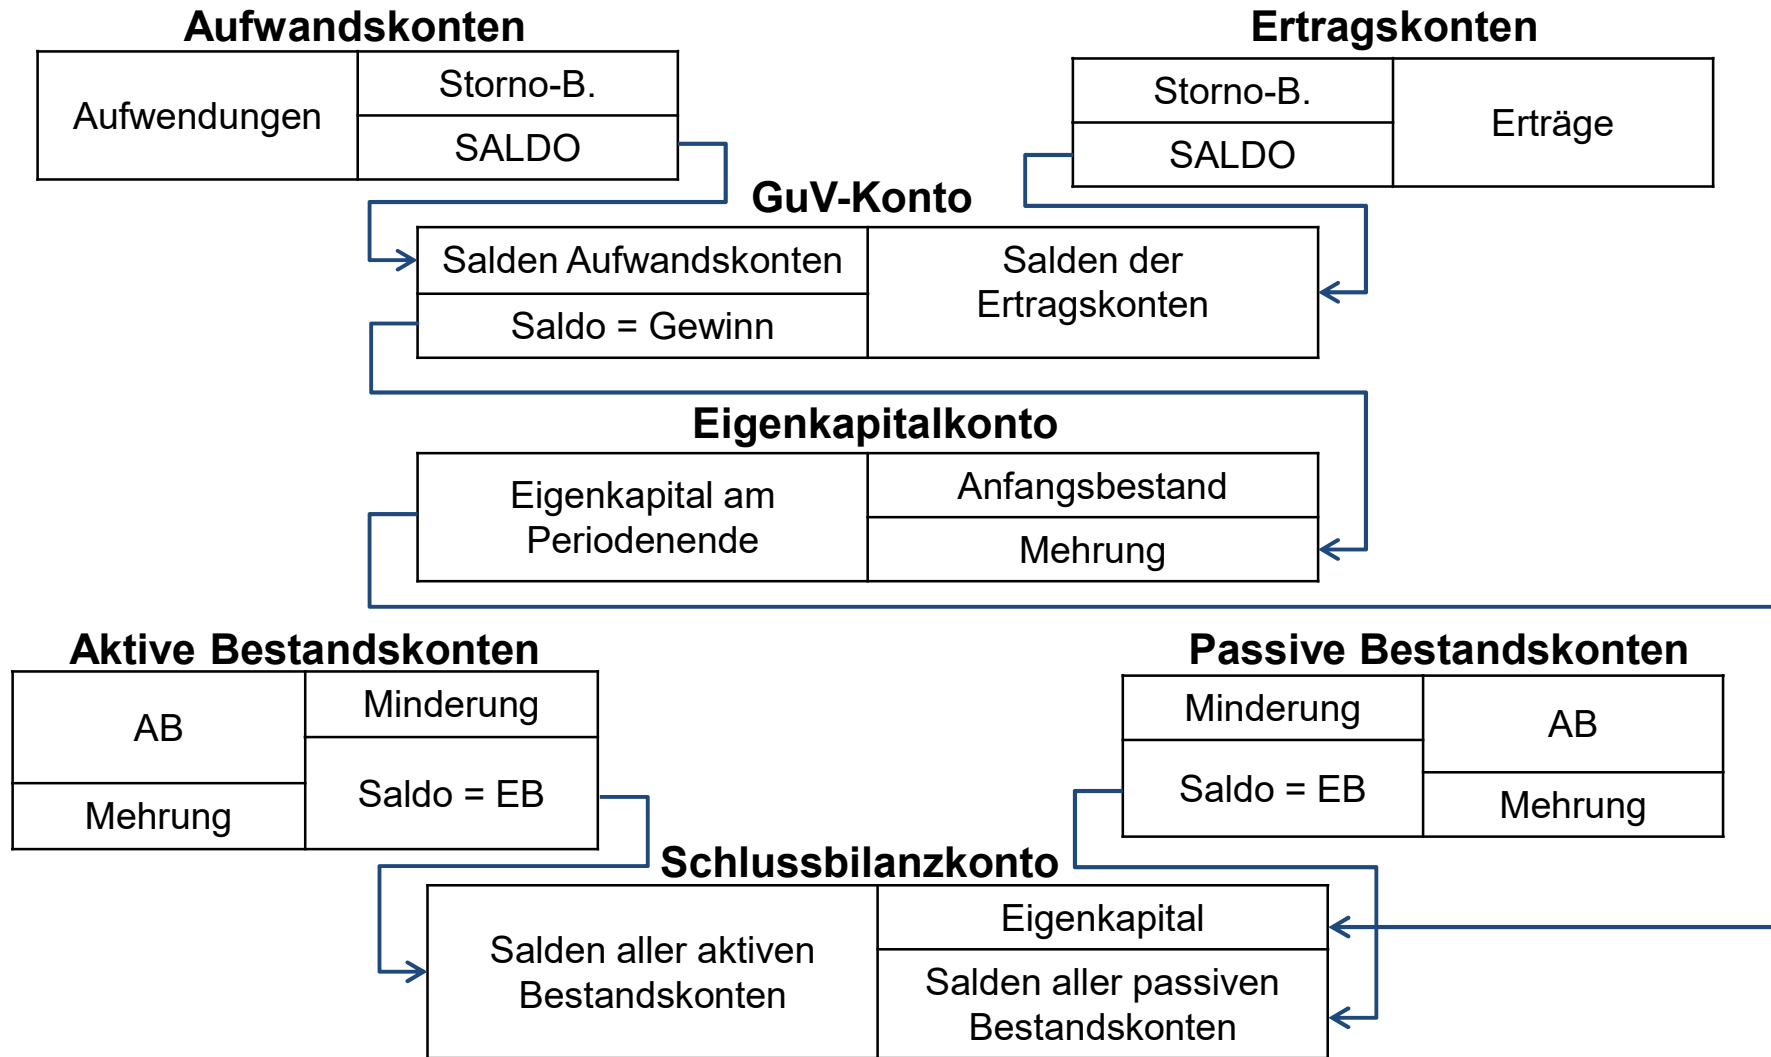 Aufwandskonten
Aufwendungen
Storno-B.
SALDO
Ertragskonten
Storno-B.
SALDO
Erträge
GuV-Konto
Salden Aufwandskonten
Saldo = Gewinn
Salden der
Ertragskonten
Eigenkapitalkonto
Eigenkapital am
Periodenende
Anfangsbestand
Mehrung
Aktive Bestandskonten
AB
Mehrung
Minderung
Saldo = EB
Passive Bestandskonten
Minderung
Saldo = EB
AB
Mehrung
Schlussbilanzkonto
Salden aller aktiven
Bestandskonten
Eigenkapital
Salden aller passiven
Bestandskonten